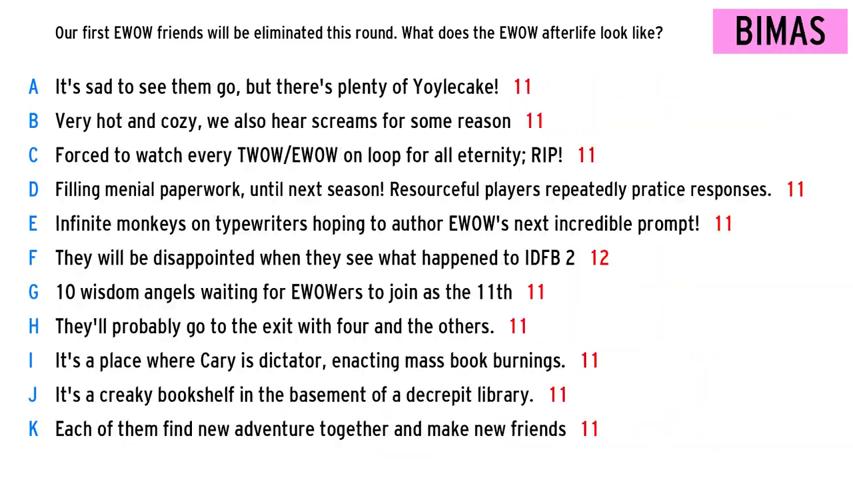 Our first EWOW friends will be eliminated this round. What does the EWOW afterlife look like?
BIMAS
A It's sad to see them go, but there's plenty of Yoylecake! 11
B Very hot and cozy, we also hear screams for some reason 11
C Forced to watch every TWOW/EWOW on loop for all eternity; RIP! 11
D Filling menial paperwork, until next season! Resourceful players repeatedly pratice responses. 11
E Infinite monkeys on typewriters hoping to author EWOW's next incredible prompt! 11
F They will be disappointed when they see what happened to IDFB 2 12
G 10 wisdom angels waiting for EWOWers to join as the 11th 11
H They'll probably go to the exit with four and the others. 11
I It's a place where Cary is dictator, enacting mass book burnings. 11
J It's a creaky bookshelf in the basement of a decrepit library. 11
K Each of them find new adventure together and make new friends 11